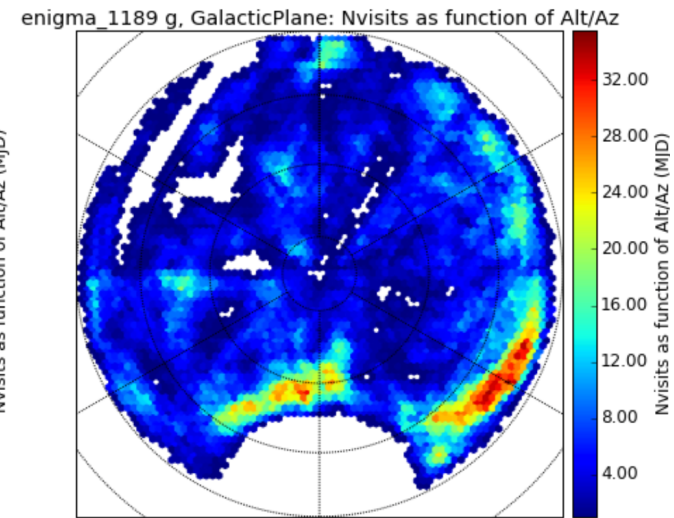 enigma_1189 g, GalacticPlane: Nvisits as function of Alt/Az
32.00
28.00
24.00
20.00
16.00
12.00
8.00
4.00
Nvisits as function of Alt/Az (MJD)
Nvisits as function of Alt/Az (MJD)